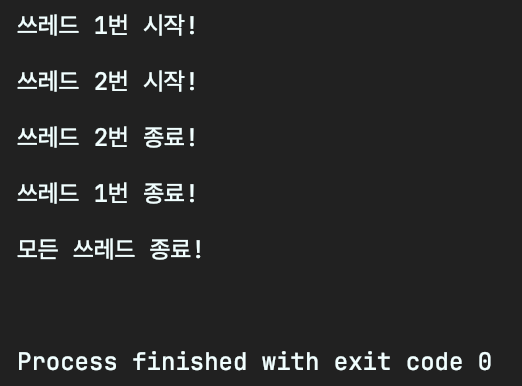 쓰레드 1번 시작!
쓰레드 2번 시작!
쓰레드 2번 종료!
쓰레드 1번 종료!
모든 쓰레드 종료!
Process finished with exit code 0